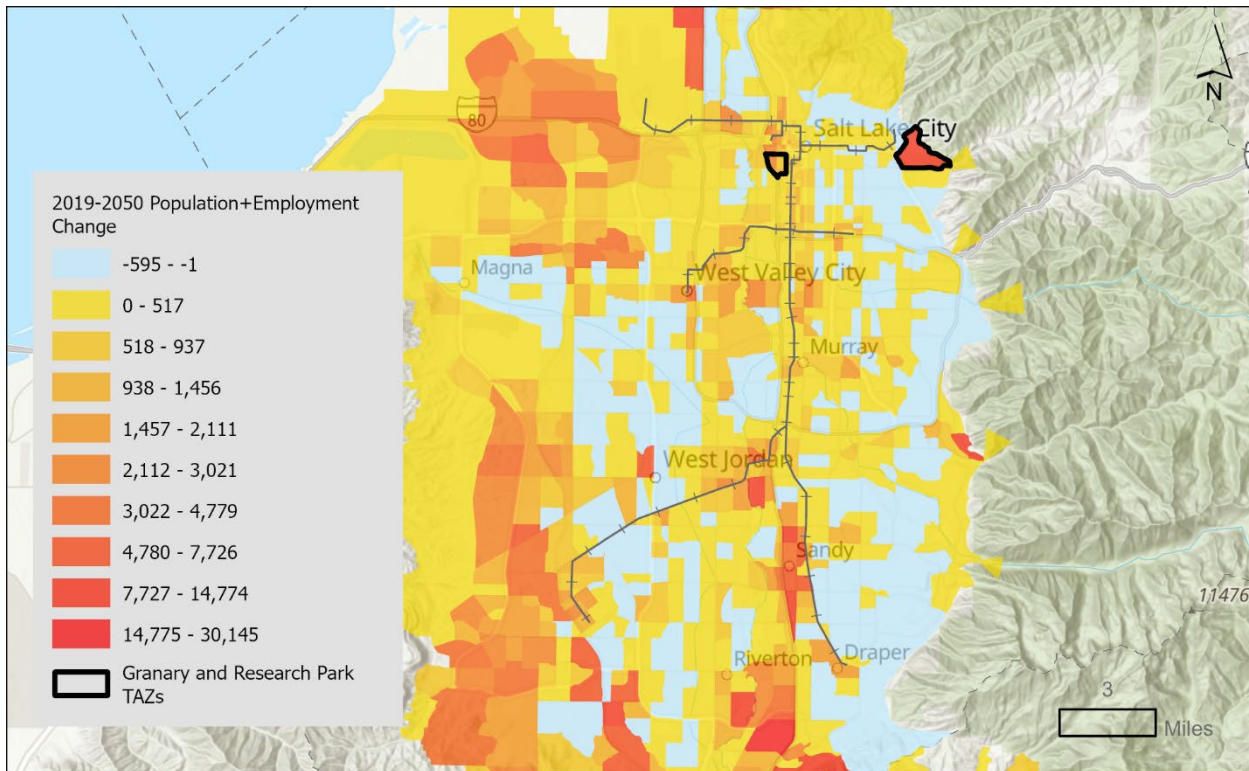 80
Salt Lake City
N
2019-2050 Population+Employment
Change
-595 - -1
0 - 517
518 - 937
938 - 1,456
1,457 - 2,111
2,112 - 3,021
3,022 - 4,779
4,780 - 7,726
7,727 - 14,774
14,775 - 30,145
Granary and Research Park
TAZs
Magna
West Valley City
Murray
West Jordan
Sandy
11476
Riverton
Draper
3
Miles